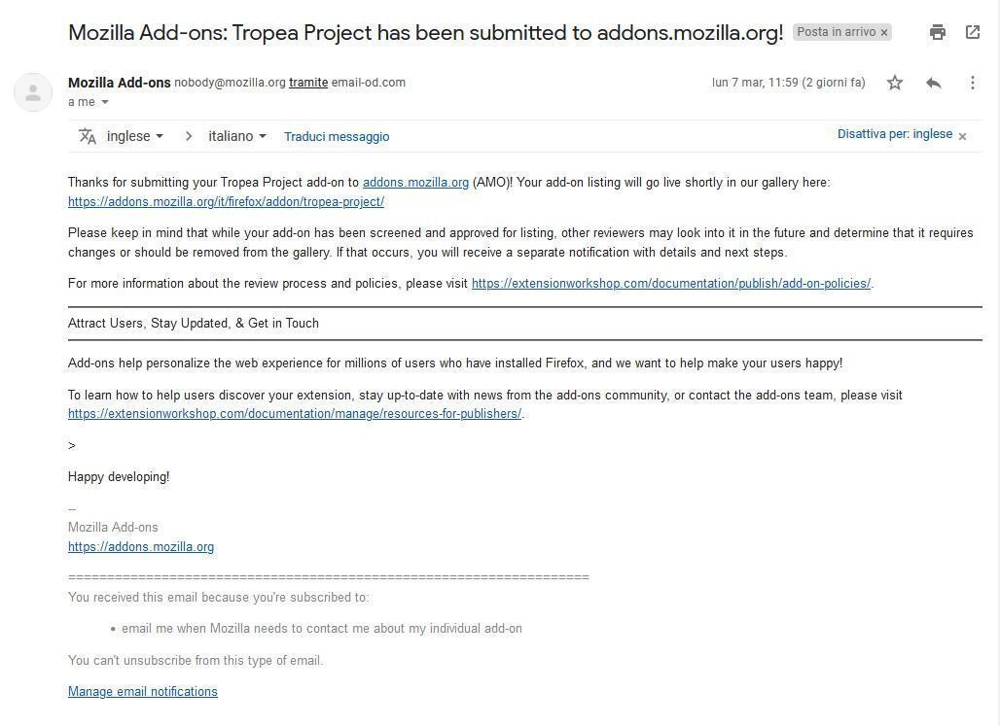 Mozilla Add-ons: Tropea Project has been submitted to addons.mozilla.org! Posta in arrivo ×
Mozilla Add-ons nobody@mozilla.org tramite email-od.com lun 7 mar, 11:59 (2 giorni fa)
a me
inglese > italiano Traduci messaggio Disattiva per: inglese ×
Thanks for submitting your Tropea Project add-on to addons.mozilla.org (AMO)! Your add-on listing will go live shortly in our gallery here:
https://addons.mozilla.org/it/firefox/addon/tropea-project/
Please keep in mind that while your add-on has been screened and approved for listing, other reviewers may look into it in the future and determine that it requires
changes or should be removed from the gallery. If that occurs, you will receive a separate notification with details and next steps.
For more information about the review process and policies, please visit https://extensionworkshop.com/documentation/publish/add-on-policies/.
Attract Users, Stay Updated, & Get in Touch
Add-ons help personalize the web experience for millions of users who have installed Firefox, and we want to help make your users happy!
To learn how to help users discover your extension, stay up-to-date with news from the add-ons community, or contact the add-ons team, please visit
https://extensionworkshop.com/documentation/manage/resources-for-publishers/.
>
Happy developing!
--
Mozilla Add-ons
https://addons.mozilla.org
===================================================================
You received this email because you're subscribed to:
• email me when Mozilla needs to contact me about my individual add-on
You can't unsubscribe from this type of email.
Manage email notifications